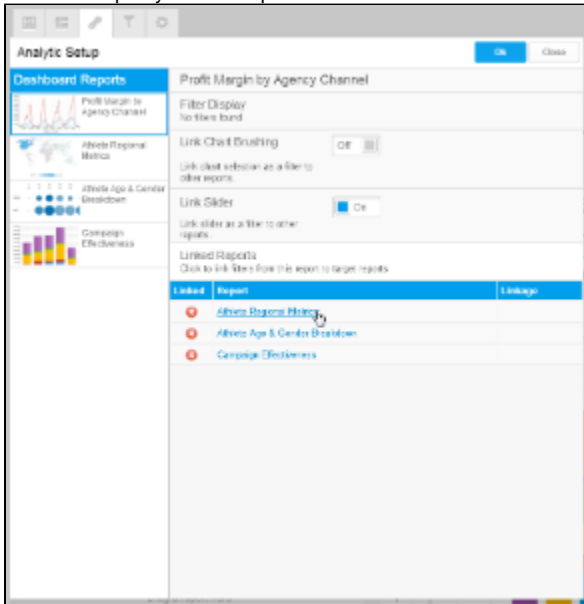 Analytic Setup
Ok
Close
Dashboard Reports
Profit Margin by
Agency Channel
Athlete Regional
Metrics
Athlete Age & Gender
Breakdown
Campaign
Effectiveness
Profit Margin by Agency Channel
Filter Display
No filters found
Link Chart Brushing
Off
Link chart selection as a filter to
other reports.
Link Slider
On
Link slider as a filter to other
reports.
Linked Reports
Click to link filters from this report to target reports
Linked Report Linkage
Athlete Regional Metrics
Athlete Age & Gender Breakdown
Campaign Effectiveness